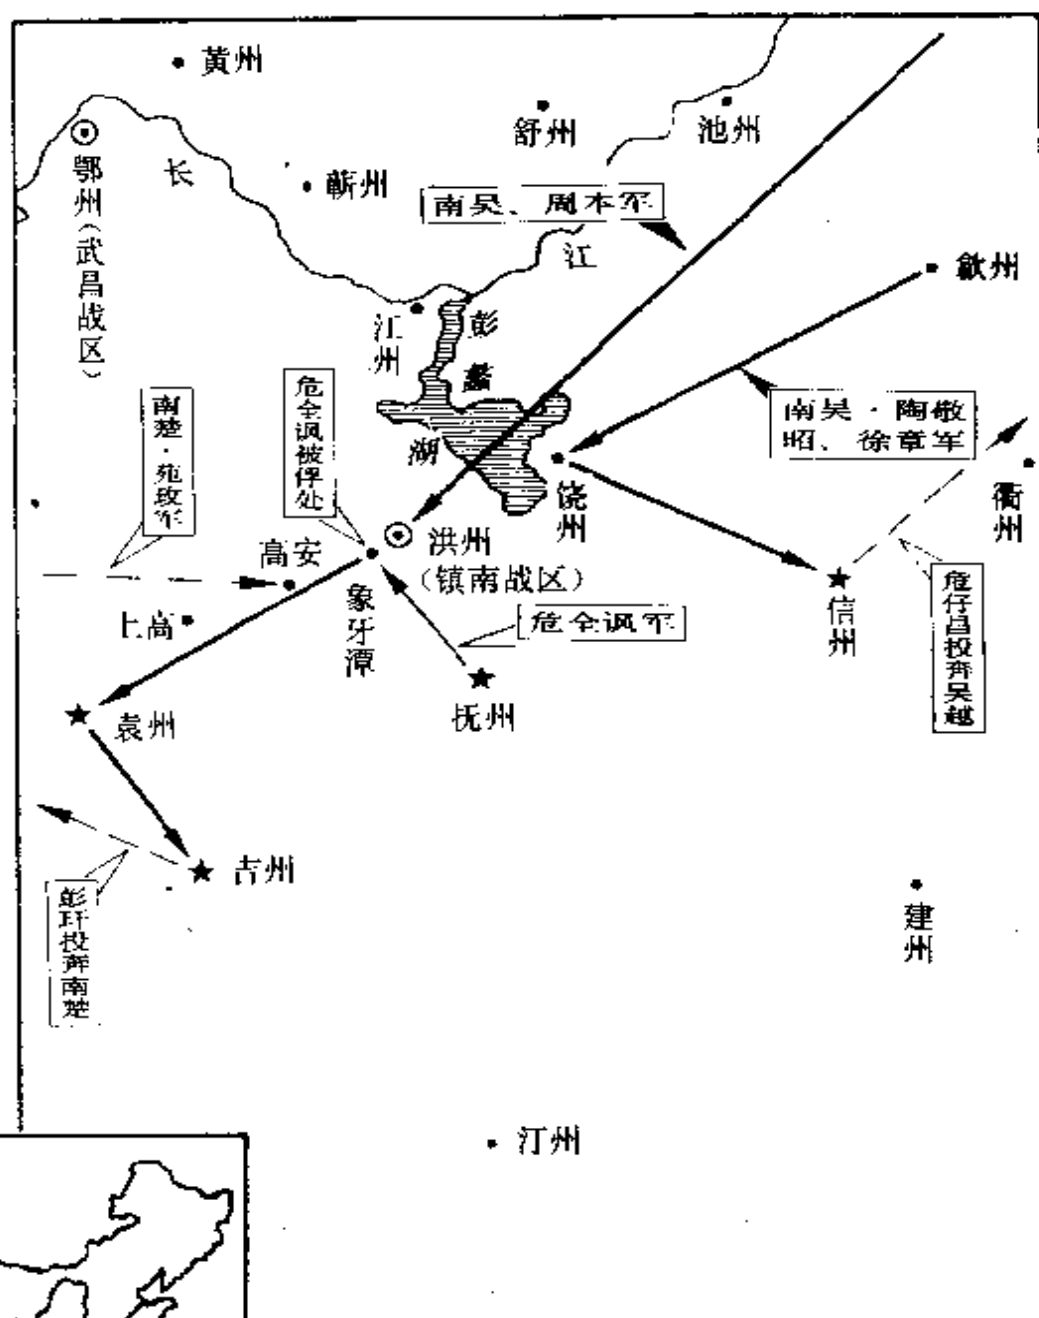 黄州
舒州
池州
鄂州(武昌战区)
长
蕲州
南吴、周本军
江
歙州
江州
彭
蠡
湖
南吴·陶敬
昭、徐章军
南楚·苑玫军
危全讽被俘处
饶州
衢州
洪州
(镇南战区)
高安
上高
象牙潭
危全讽军
信州
危仔昌投奔吴越
抚州
袁州
吉州
彭玕投奔南楚
建州
汀州